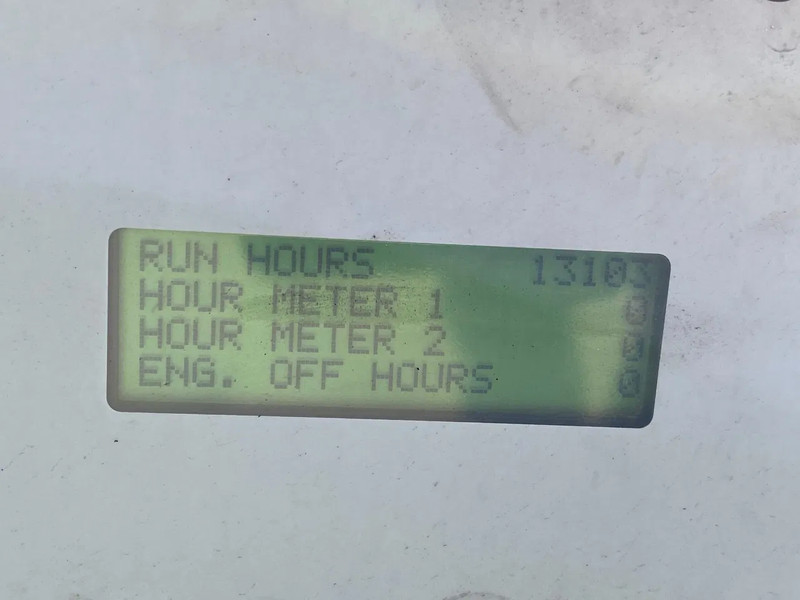 RUN HOURS 13103
HOUR METER 1 0
HOUR METER 2 0
ENG. OFF HOURS 0